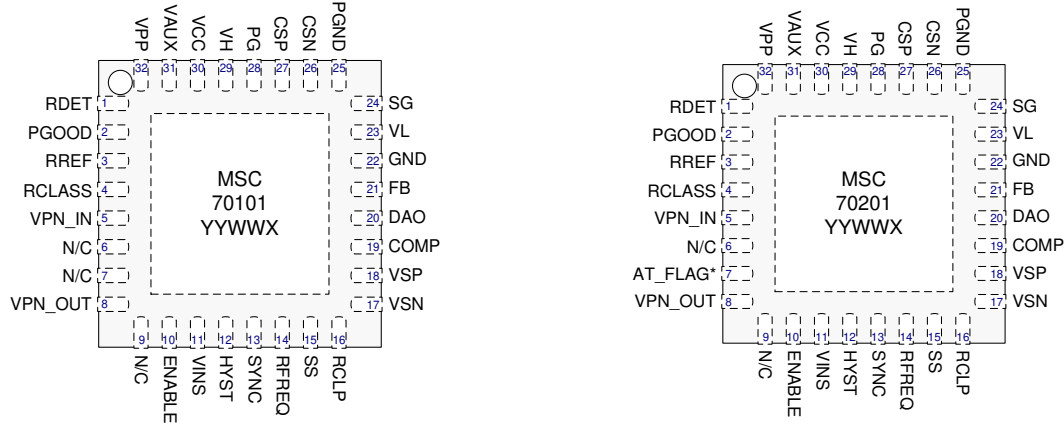 VPP VAUX VCC VH PG CSP CSN PGND
32 31 30 29 28 27 26 25
RDET 1
PGOOD 2
RREF 3
RCLASS 4
VPN_IN 5
N/C 6
N/C 7
VPN_OUT 8
MSC
70101
YYWWX
24 SG
23 VL
22 GND
21 FB
20 DAO
19 COMP
18 VSP
17 VSN
9 10 11 12 13 14 15 16
N/C ENABLE VINS HYST SYNC RFREQ SS RCLP
VPP VAUX VCC VH PG CSP CSN PGND
32 31 30 29 28 27 26 25
RDET 1
PGOOD 2
RREF 3
RCLASS 4
VPN_IN 5
N/C 6
AT_FLAG* 7
VPN_OUT 8
MSC
70201
YYWWX
24 SG
23 VL
22 GND
21 FB
20 DAO
19 COMP
18 VSP
17 VSN
9 10 11 12 13 14 15 16
N/C ENABLE VINS HYST SYNC RFREQ SS RCLP